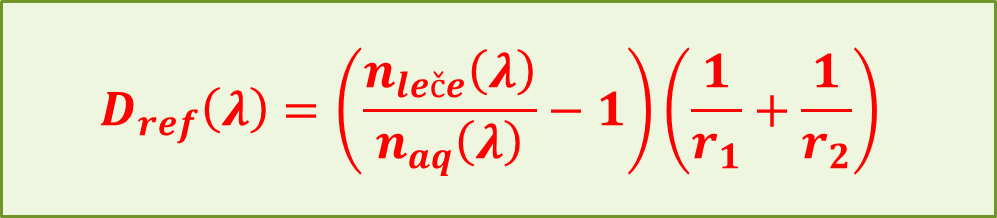 D_ref(λ) = (n_leče(λ) / n_aq(λ) − 1)(1/r_1 + 1/r_2)